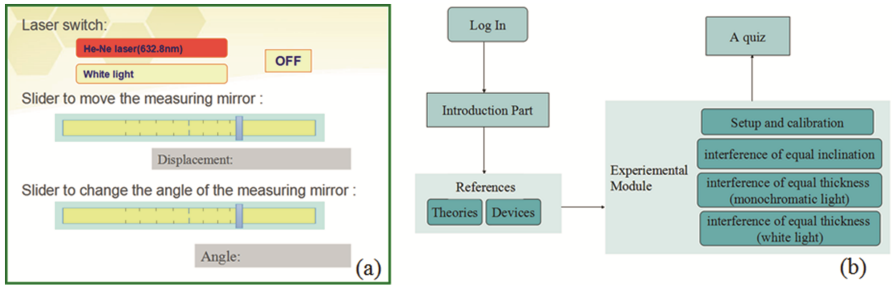 Laser switch:
He-Ne laser(632.8nm)
White light
OFF
Slider to move the measuring mirror :
Displacement:
Slider to change the angle of the measuring mirror :
Angle:
(a)
Log In
Introduction Part
References
Theories
Devices
A quiz
Experiemental
Module
Setup and calibration
interference of equal inclination
interference of equal thickness
(monochromatic light)
interference of equal thickness
(white light)
(b)